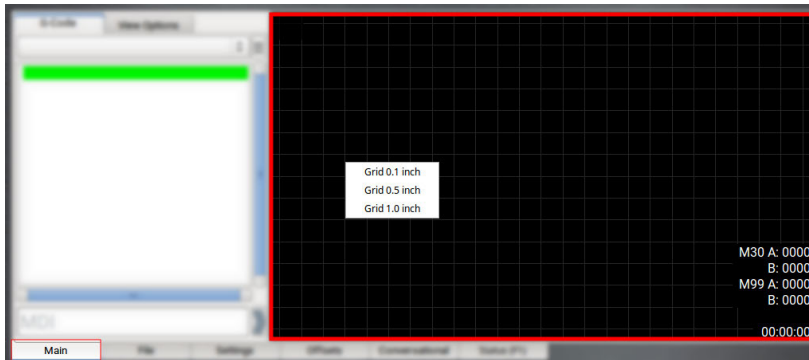 G-Code
View Options
Grid 0.1 inch
Grid 0.5 inch
Grid 1.0 inch
M30 A: 0000
B: 0000
M99 A: 0000
B: 0000
00:00:00
MDI
Main
File
Settings
Offsets
Conversational
Status (F1)